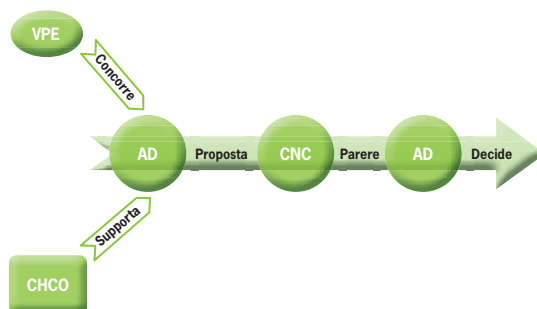 VPE
Concorre
AD
Proposta
CNC
Parere
AD
Decide
Supporta
CHCO